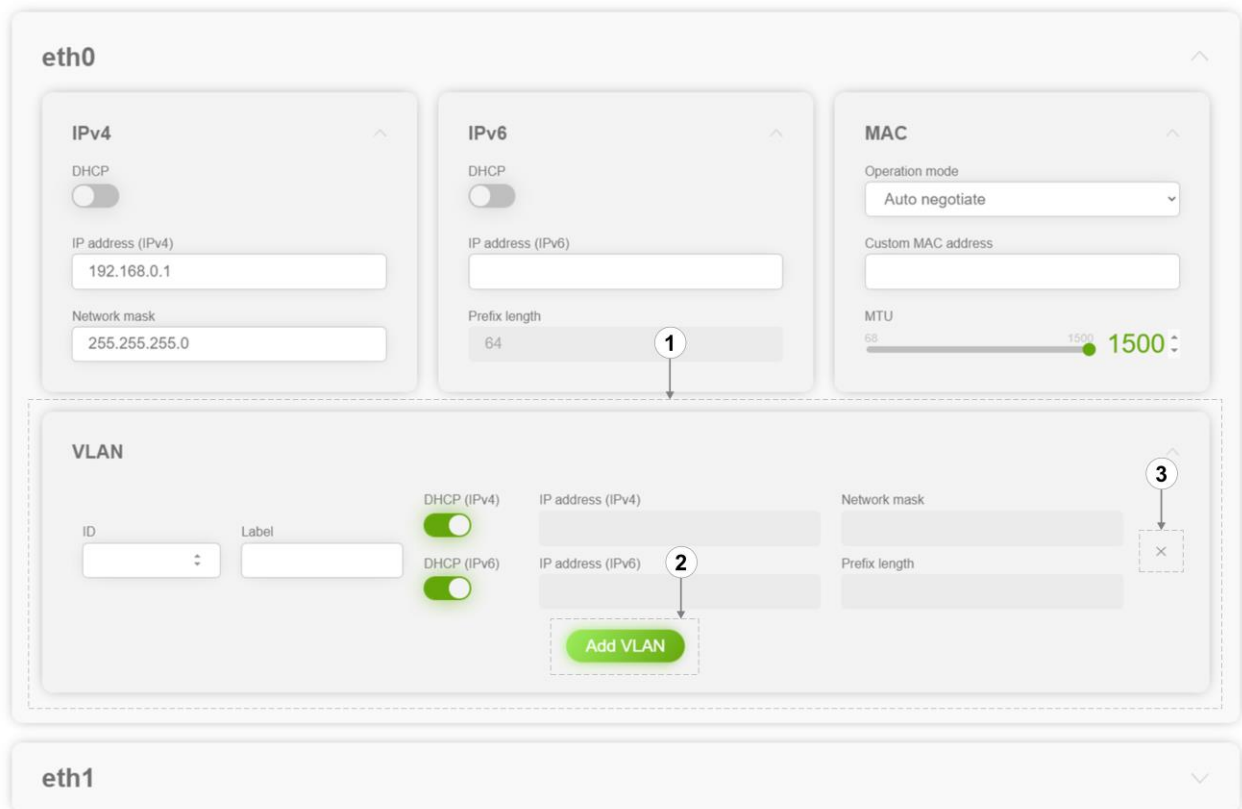 eth0
IPv4
DHCP
IP address (IPv4)
192.168.0.1
Network mask
255.255.255.0
IPv6
DHCP
IP address (IPv6)
Prefix length
64
MAC
Operation mode
Auto negotiate
Custom MAC address
MTU
68 1500 1500
1
VLAN
3
ID
Label
DHCP (IPv4)
IP address (IPv4)
Network mask
DHCP (IPv6)
IP address (IPv6)
2
Prefix length
Add VLAN
eth1